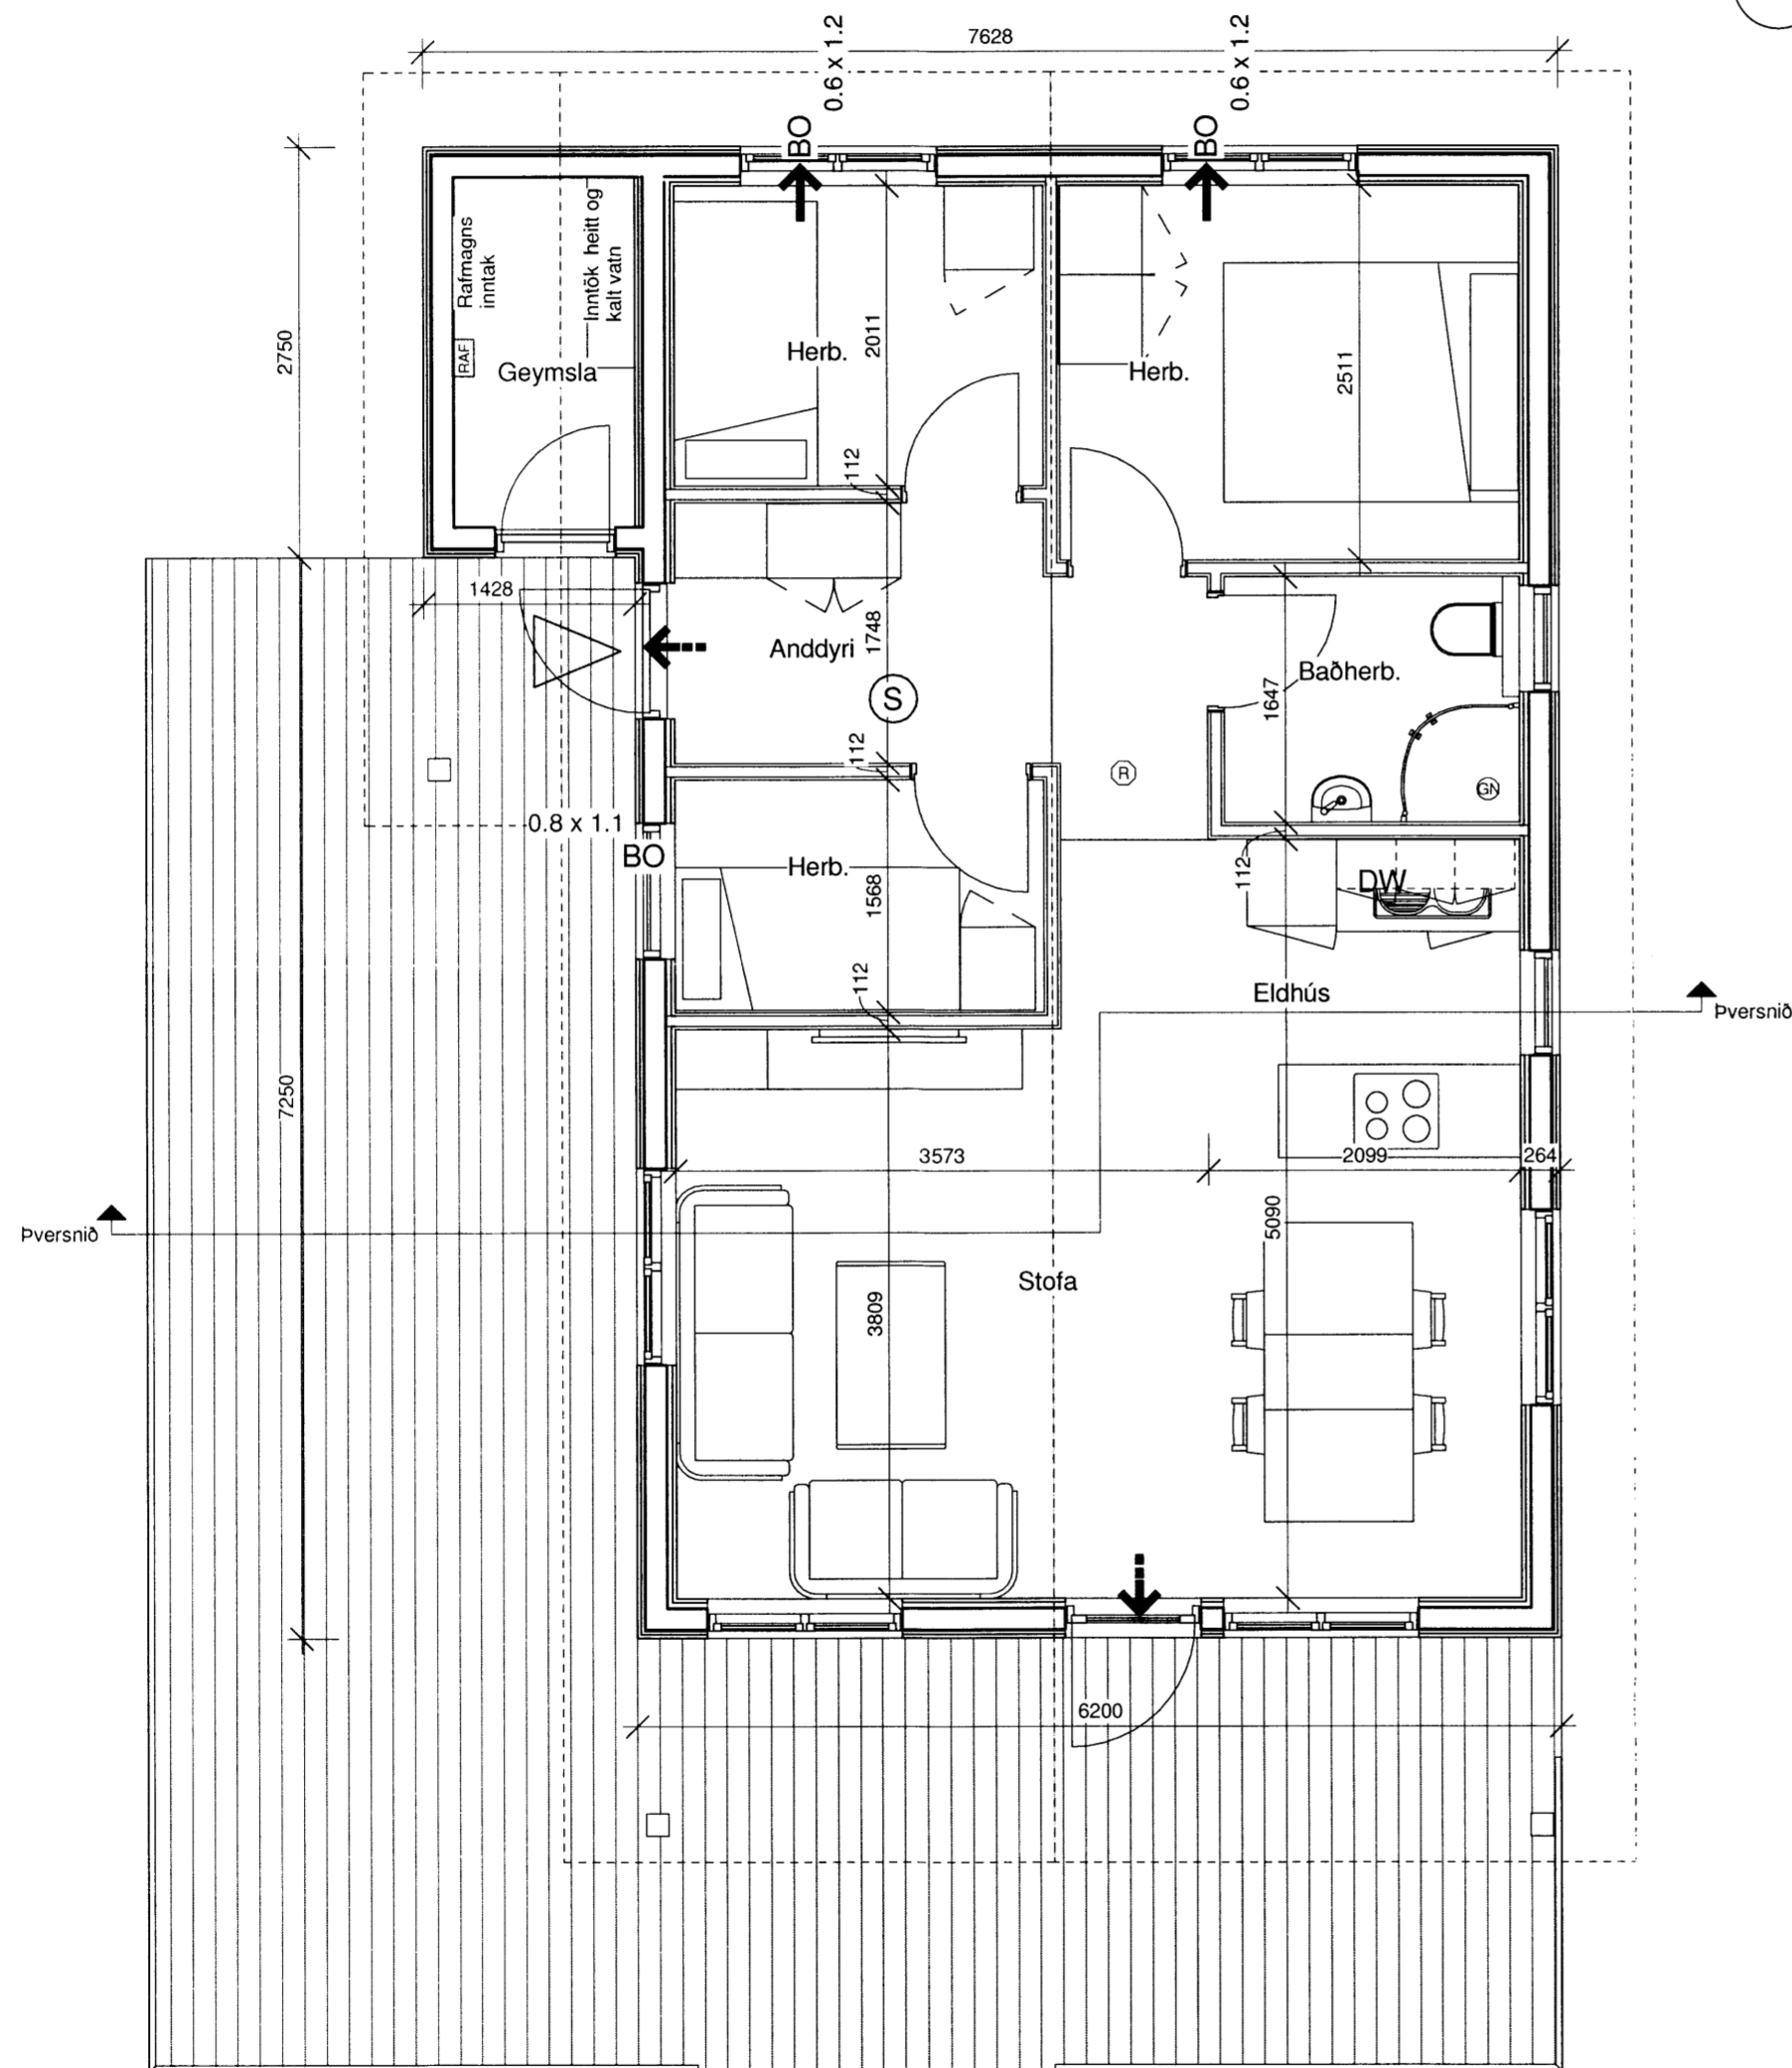 7628
0.6 x 1.2
0.6 x 1.2
BO
BO
Rafmagns
inntak
Inntök heitt og
kalt vatn
RAF
Geymsla
2750
Herb.
2011
Herb.
2511
112
1428
Anddyri
1748
S
Baðherb.
1647
112
R
GN
0.8 x 1.1
BO
Herb.
1568
112
DW
112
Eldhús
Þversnið
7250
3573
2099
264
Þversnið
5090
Stofa
3809
6200